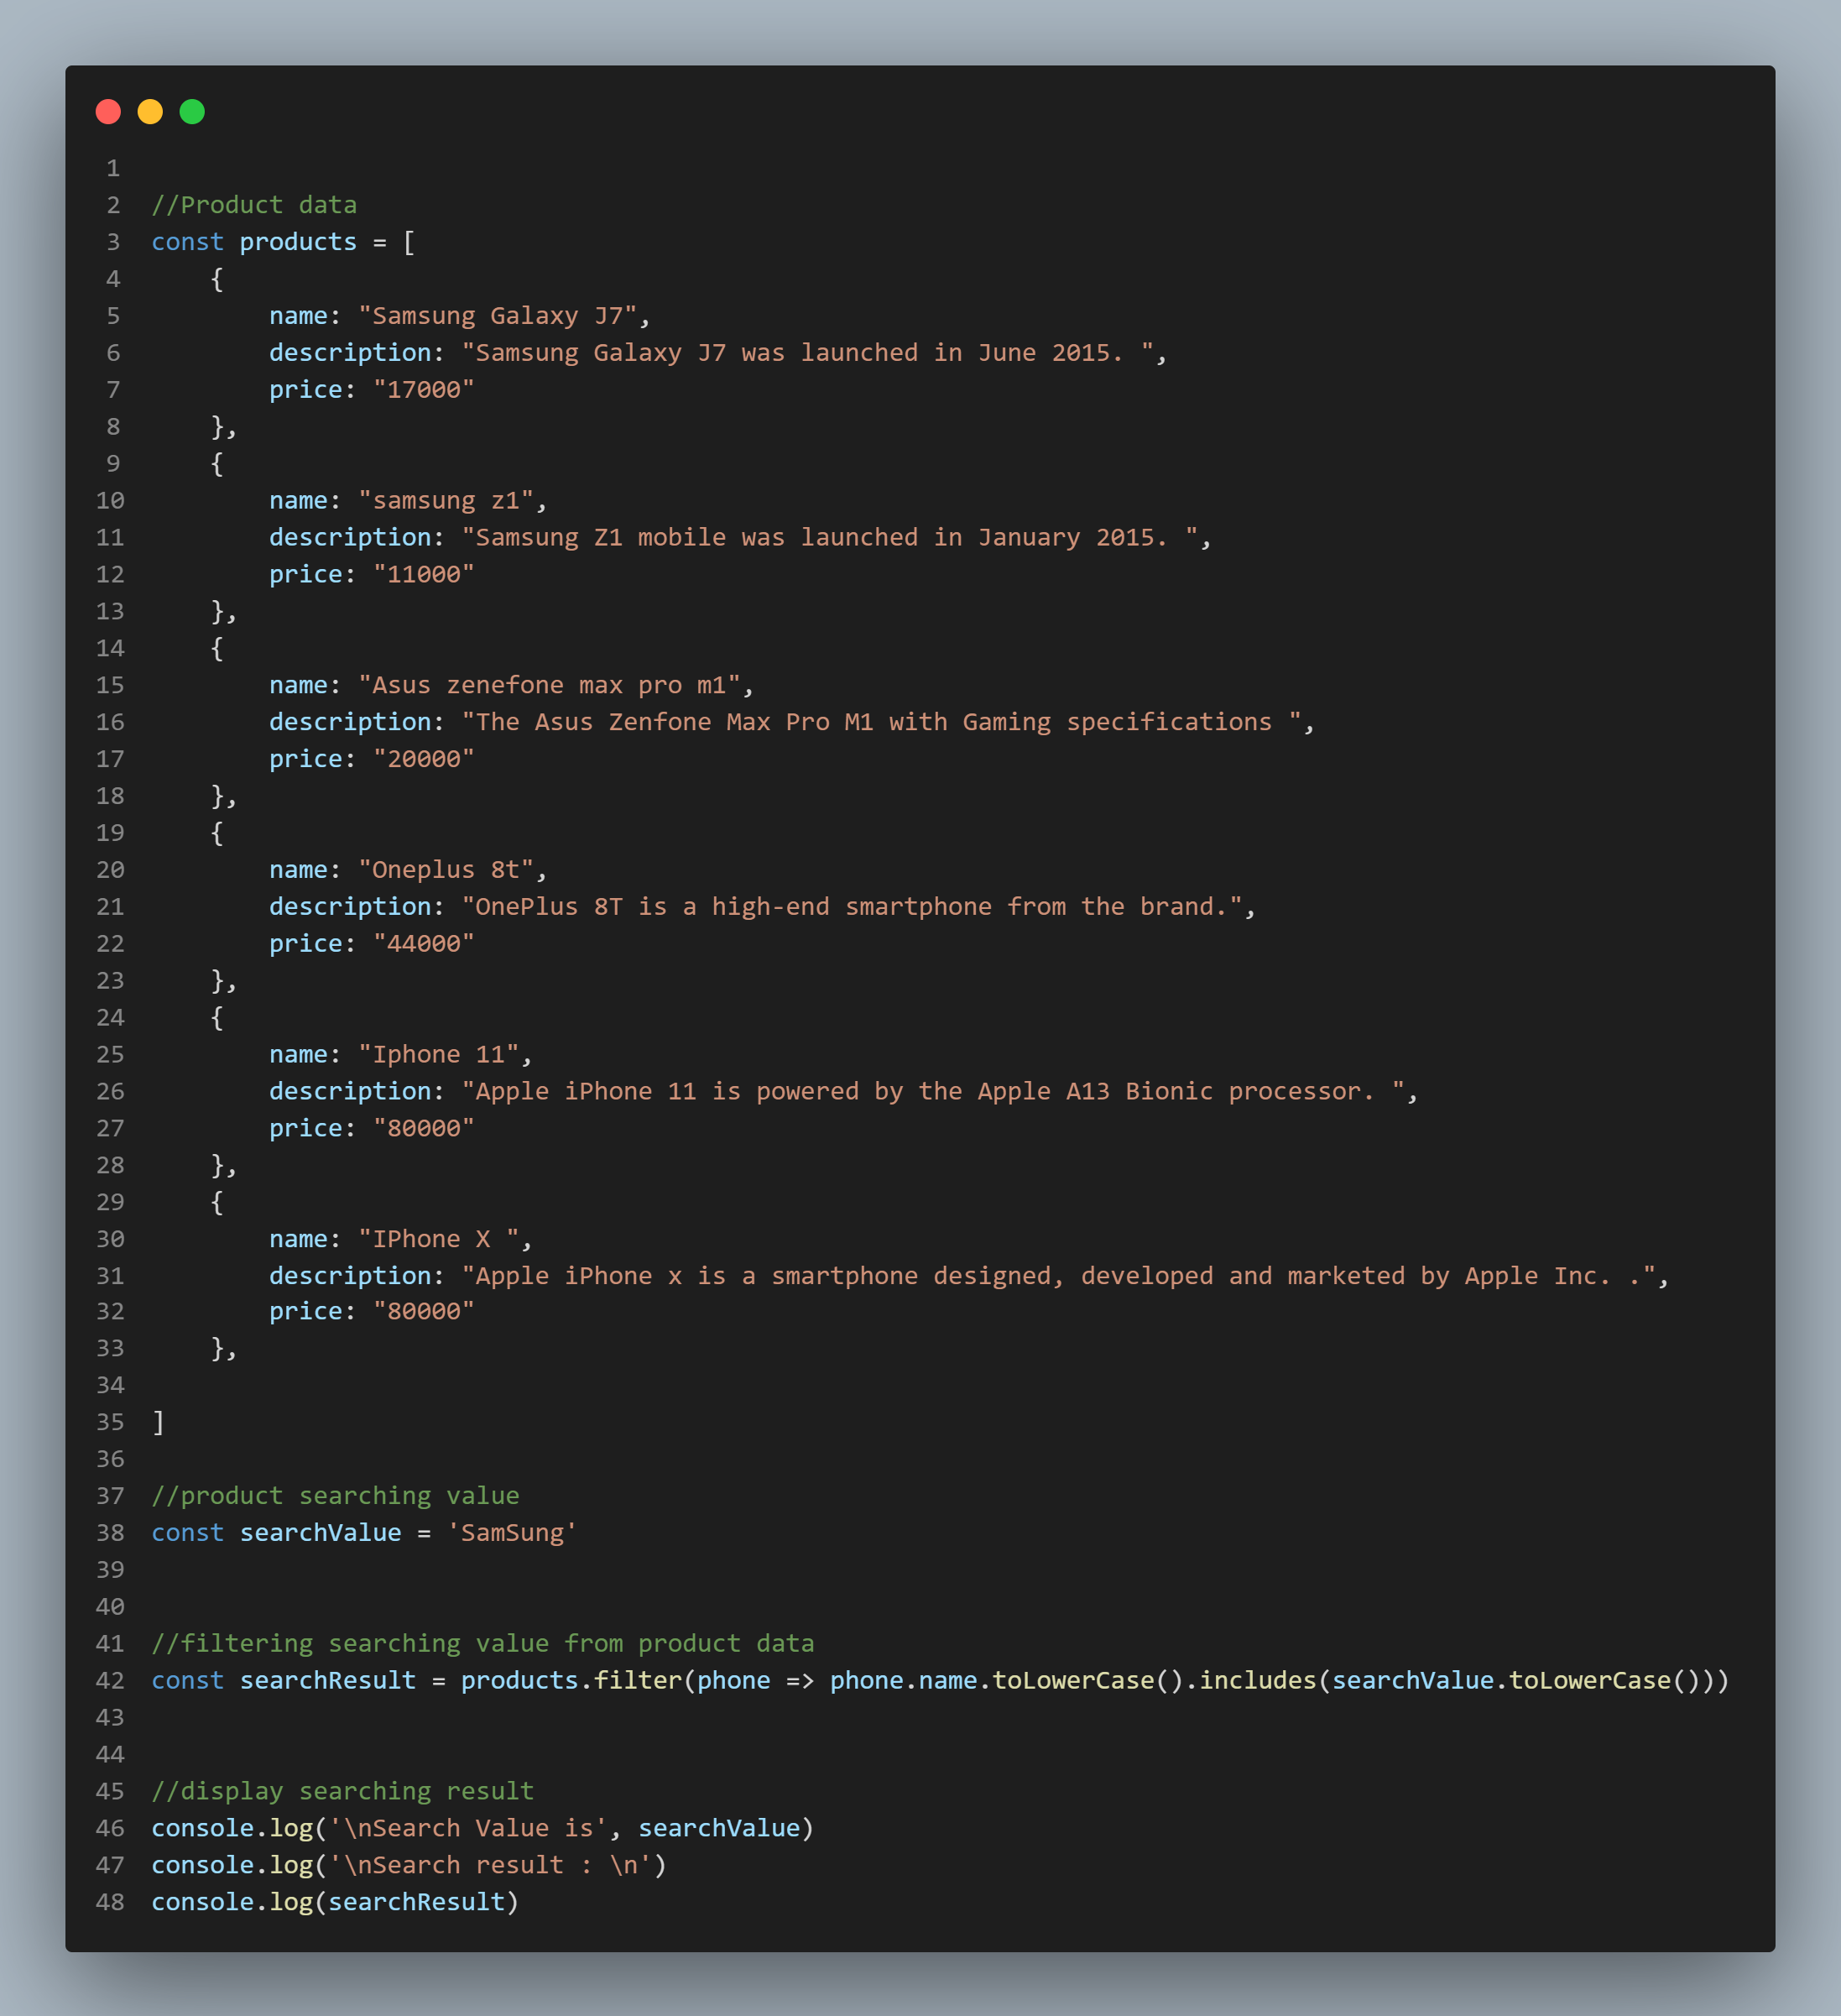 1
2 //Product data
3 const products = [
4     {
5         name: "Samsung Galaxy J7",
6         description: "Samsung Galaxy J7 was launched in June 2015. ",
7         price: "17000"
8     },
9     {
10         name: "samsung z1",
11         description: "Samsung Z1 mobile was launched in January 2015. ",
12         price: "11000"
13     },
14     {
15         name: "Asus zenefone max pro m1",
16         description: "The Asus Zenfone Max Pro M1 with Gaming specifications ",
17         price: "20000"
18     },
19     {
20         name: "Oneplus 8t",
21         description: "OnePlus 8T is a high-end smartphone from the brand.",
22         price: "44000"
23     },
24     {
25         name: "Iphone 11",
26         description: "Apple iPhone 11 is powered by the Apple A13 Bionic processor. ",
27         price: "80000"
28     },
29     {
30         name: "IPhone X ",
31         description: "Apple iPhone x is a smartphone designed, developed and marketed by Apple Inc. .",
32         price: "80000"
33     },
34
35 ]
36
37 //product searching value
38 const searchValue = 'SamSung'
39
40
41 //filtering searching value from product data
42 const searchResult = products.filter(phone => phone.name.toLowerCase().includes(searchValue.toLowerCase()))
43
44
45 //display searching result
46 console.log('\nSearch Value is', searchValue)
47 console.log('\nSearch result : \n')
48 console.log(searchResult)